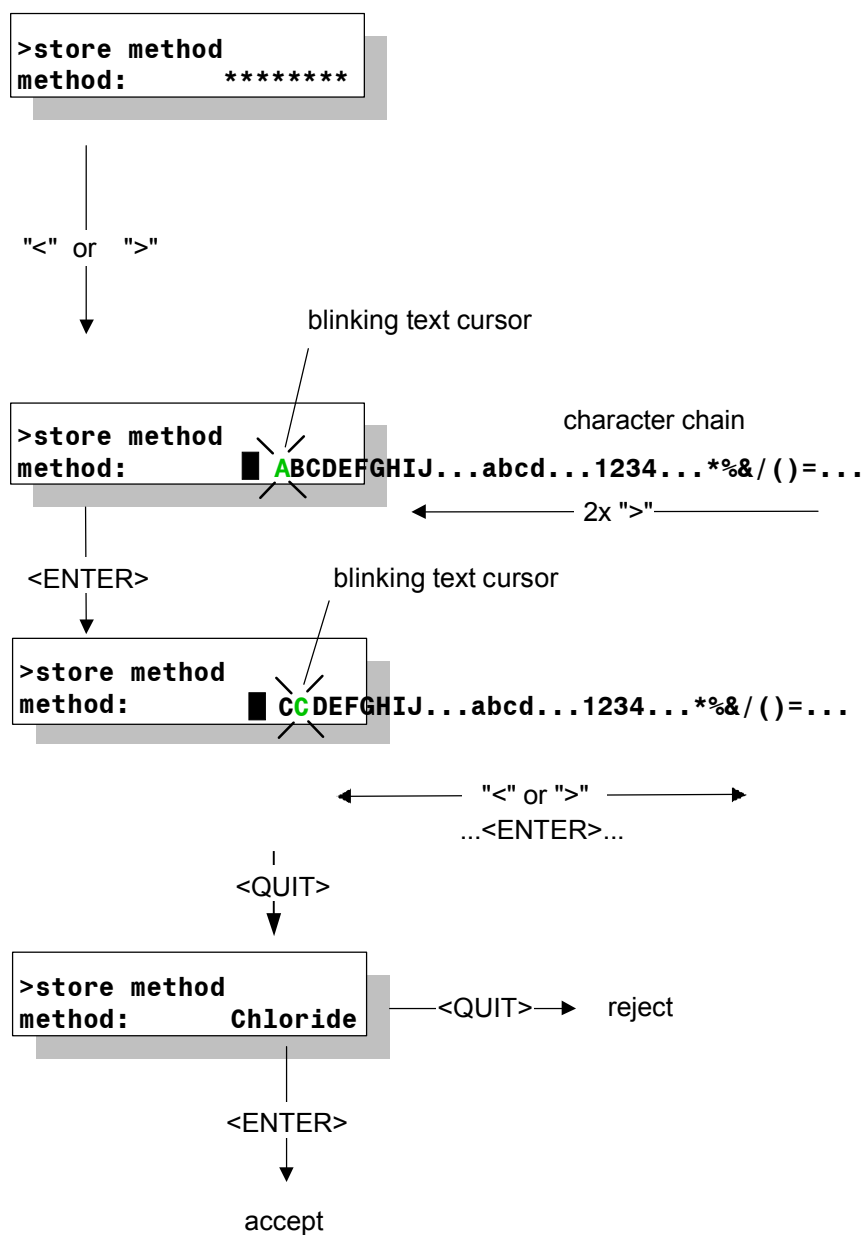 >store method
method: ********
"<" or ">"
blinking text cursor
character chain
>store method
method: █ ABCDEFGHIJ...abcd...1234...*%&/()=...
2x ">"
<ENTER>
blinking text cursor
>store method
method: █ CCDEFGHIJ...abcd...1234...*%&/()=...
"<" or ">"
...<ENTER>...
<QUIT>
>store method
method: Chloride
<QUIT> reject
<ENTER>
accept